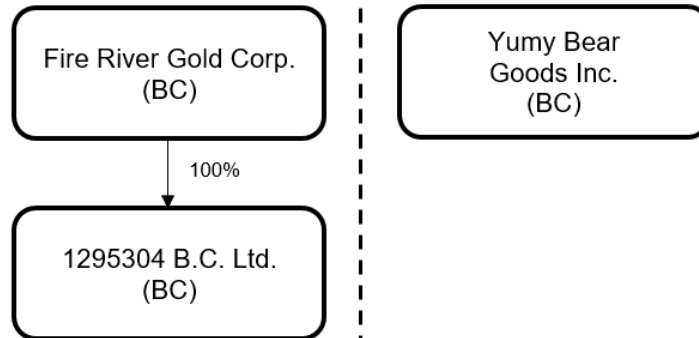 Fire River Gold Corp.
(BC)
100%
1295304 B.C. Ltd.
(BC)
Yumy Bear
Goods Inc.
(BC)